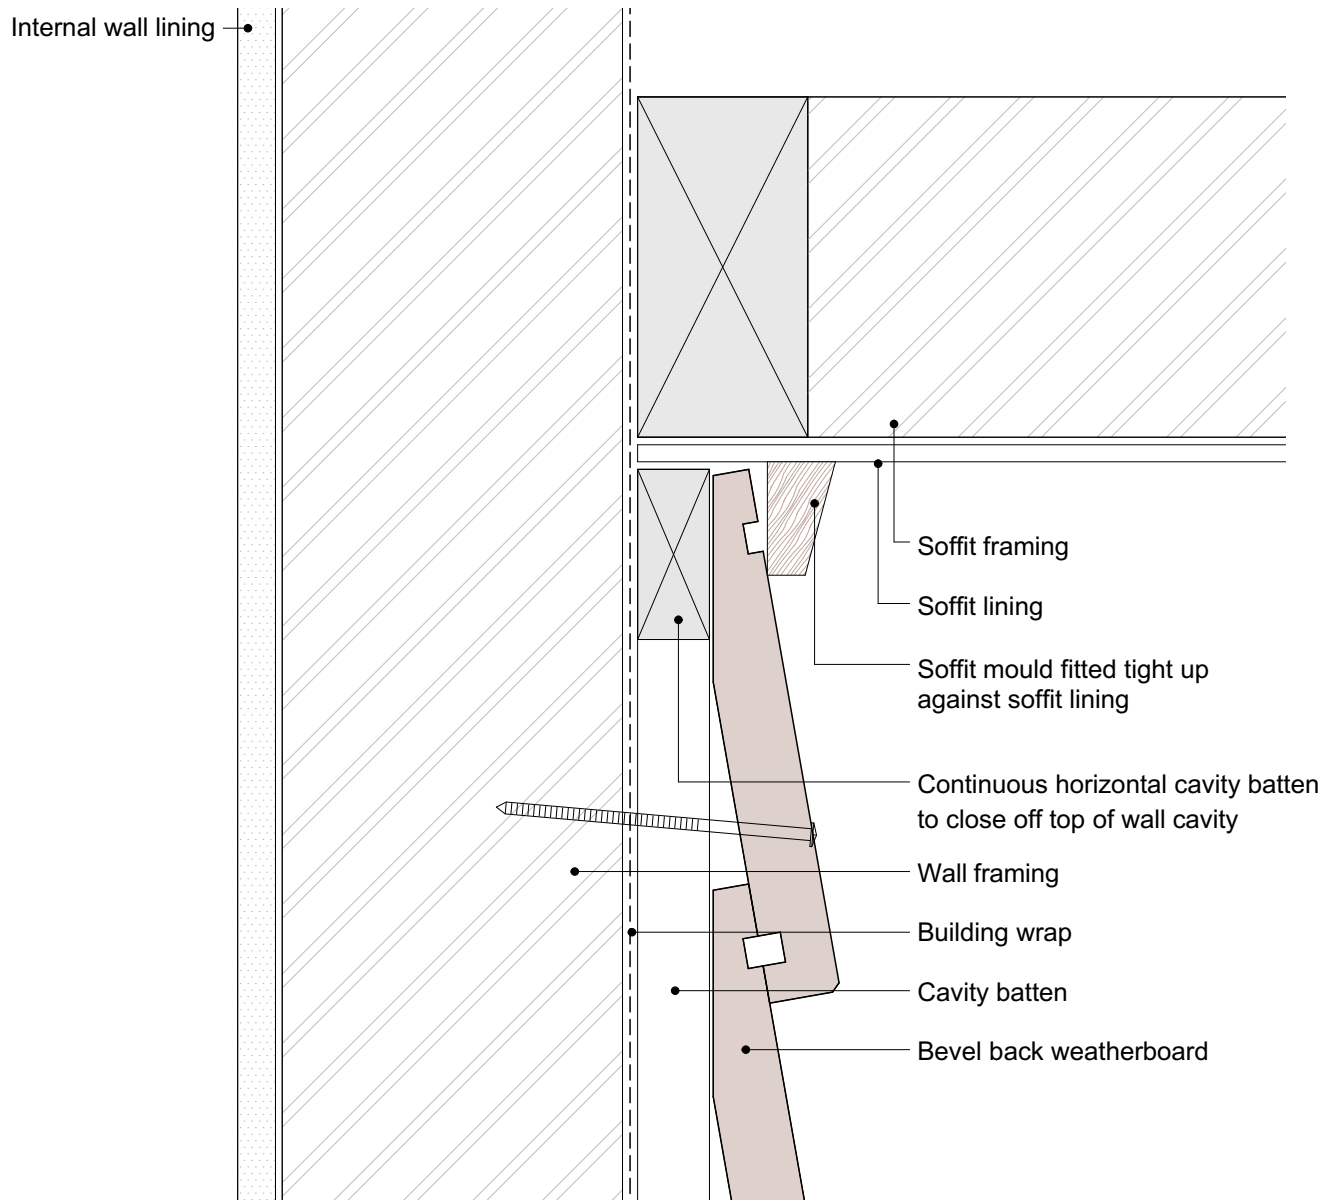 Internal wall lining
Soffit framing
Soffit lining
Soffit mould fitted tight up
against soffit lining
Continuous horizontal cavity batten
to close off top of wall cavity
Wall framing
Building wrap
Cavity batten
Bevel back weatherboard